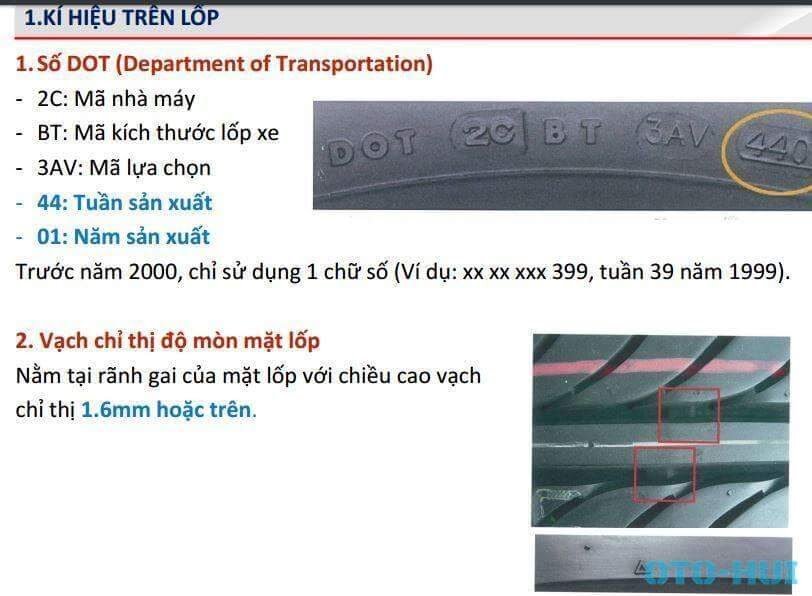 1.KÍ HIỆU TRÊN LỐP
1. Số DOT (Department of Transportation)
- 2C: Mã nhà máy
- BT: Mã kích thước lốp xe
- 3AV: Mã lựa chọn
- 44: Tuần sản xuất
- 01: Năm sản xuất
DOT 2C BT 3AV 440
Trước năm 2000, chỉ sử dụng 1 chữ số (Ví dụ: xx xx xxx 399, tuần 39 năm 1999).
2. Vạch chỉ thị độ mòn mặt lốp
Nằm tại rãnh gai của mặt lốp với chiều cao vạch
chỉ thị 1.6mm hoặc trên.
OTO-HUI